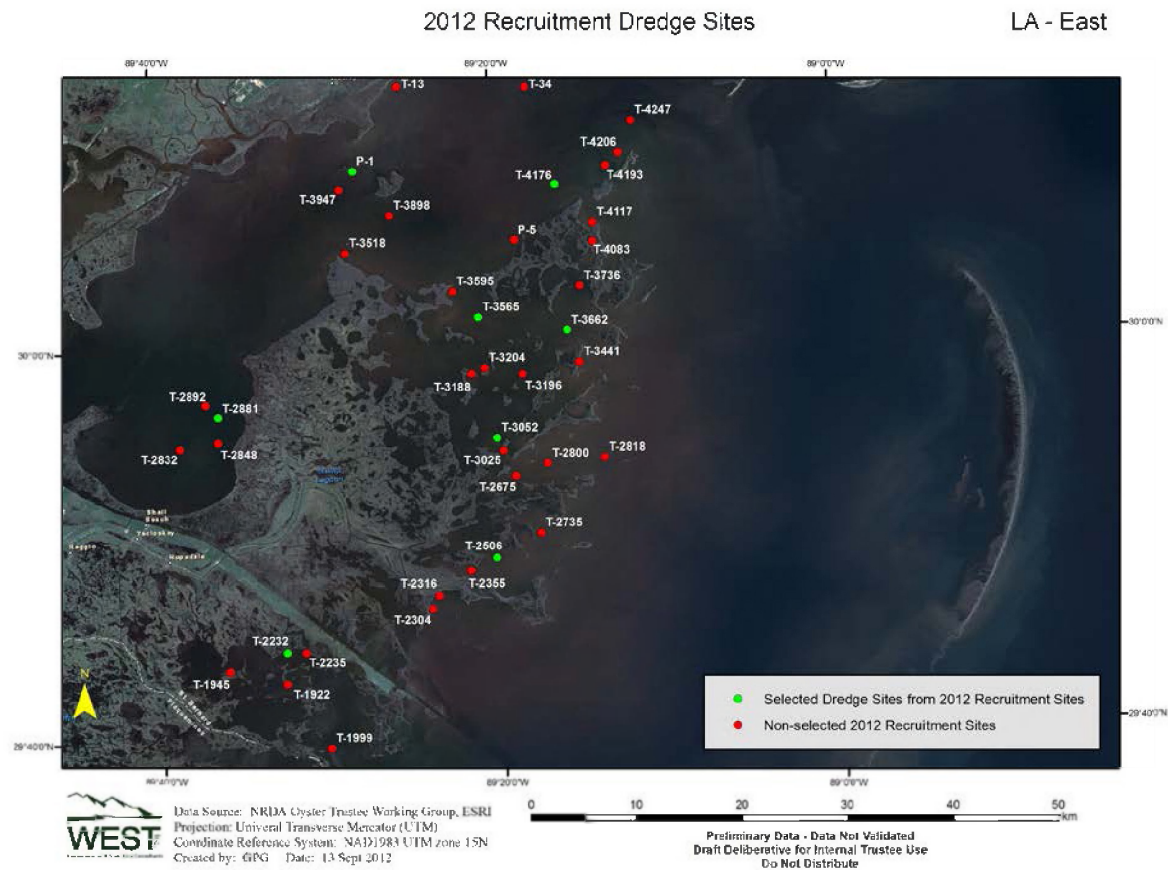 2012 Recruitment Dredge Sites LA - East
89°40'0"W 89°20'0"W 89°0'0"W
T-13 T-34
T-4247
T-4206
P-1
T-4193
T-4176
T-3947
T-3898
T-4117
P-5
T-3518
T-4083
T-3736
T-3595
T-3565
T-3662
30°0'0"N
T-3441
30°0'0"N
T-3204
T-3188 T-3196
T-2892
T-2881
T-3052
T-2818
T-2848
T-3025 T-2800
T-2832
T-2675
Shell
Beach
Yscloskey
T-2735
T-2506
T-2355
T-2316
T-2304
T-2232
T-2235
T-1945
T-1922
N
St. Bernard
Selected Dredge Sites from 2012 Recruitment Sites
29°40'0"N
Non-selected 2012 Recruitment Sites
T-1999
29°40'0"N
89°40'0"W 89°20'0"W 89°0'0"W
WEST
Data Source: NRDA Oyster Trustee Working Group, ESRI
Projection: Univeral Transverse Mercator (UTM)
Coordinate Reference System: NAD1983 UTM zone 15N
Created by: GPG Date: 13 Sept 2012
0 10 20 30 40 50
km
Preliminary Data - Data Not Validated
Draft Deliberative for Internal Trustee Use
Do Not Distribute